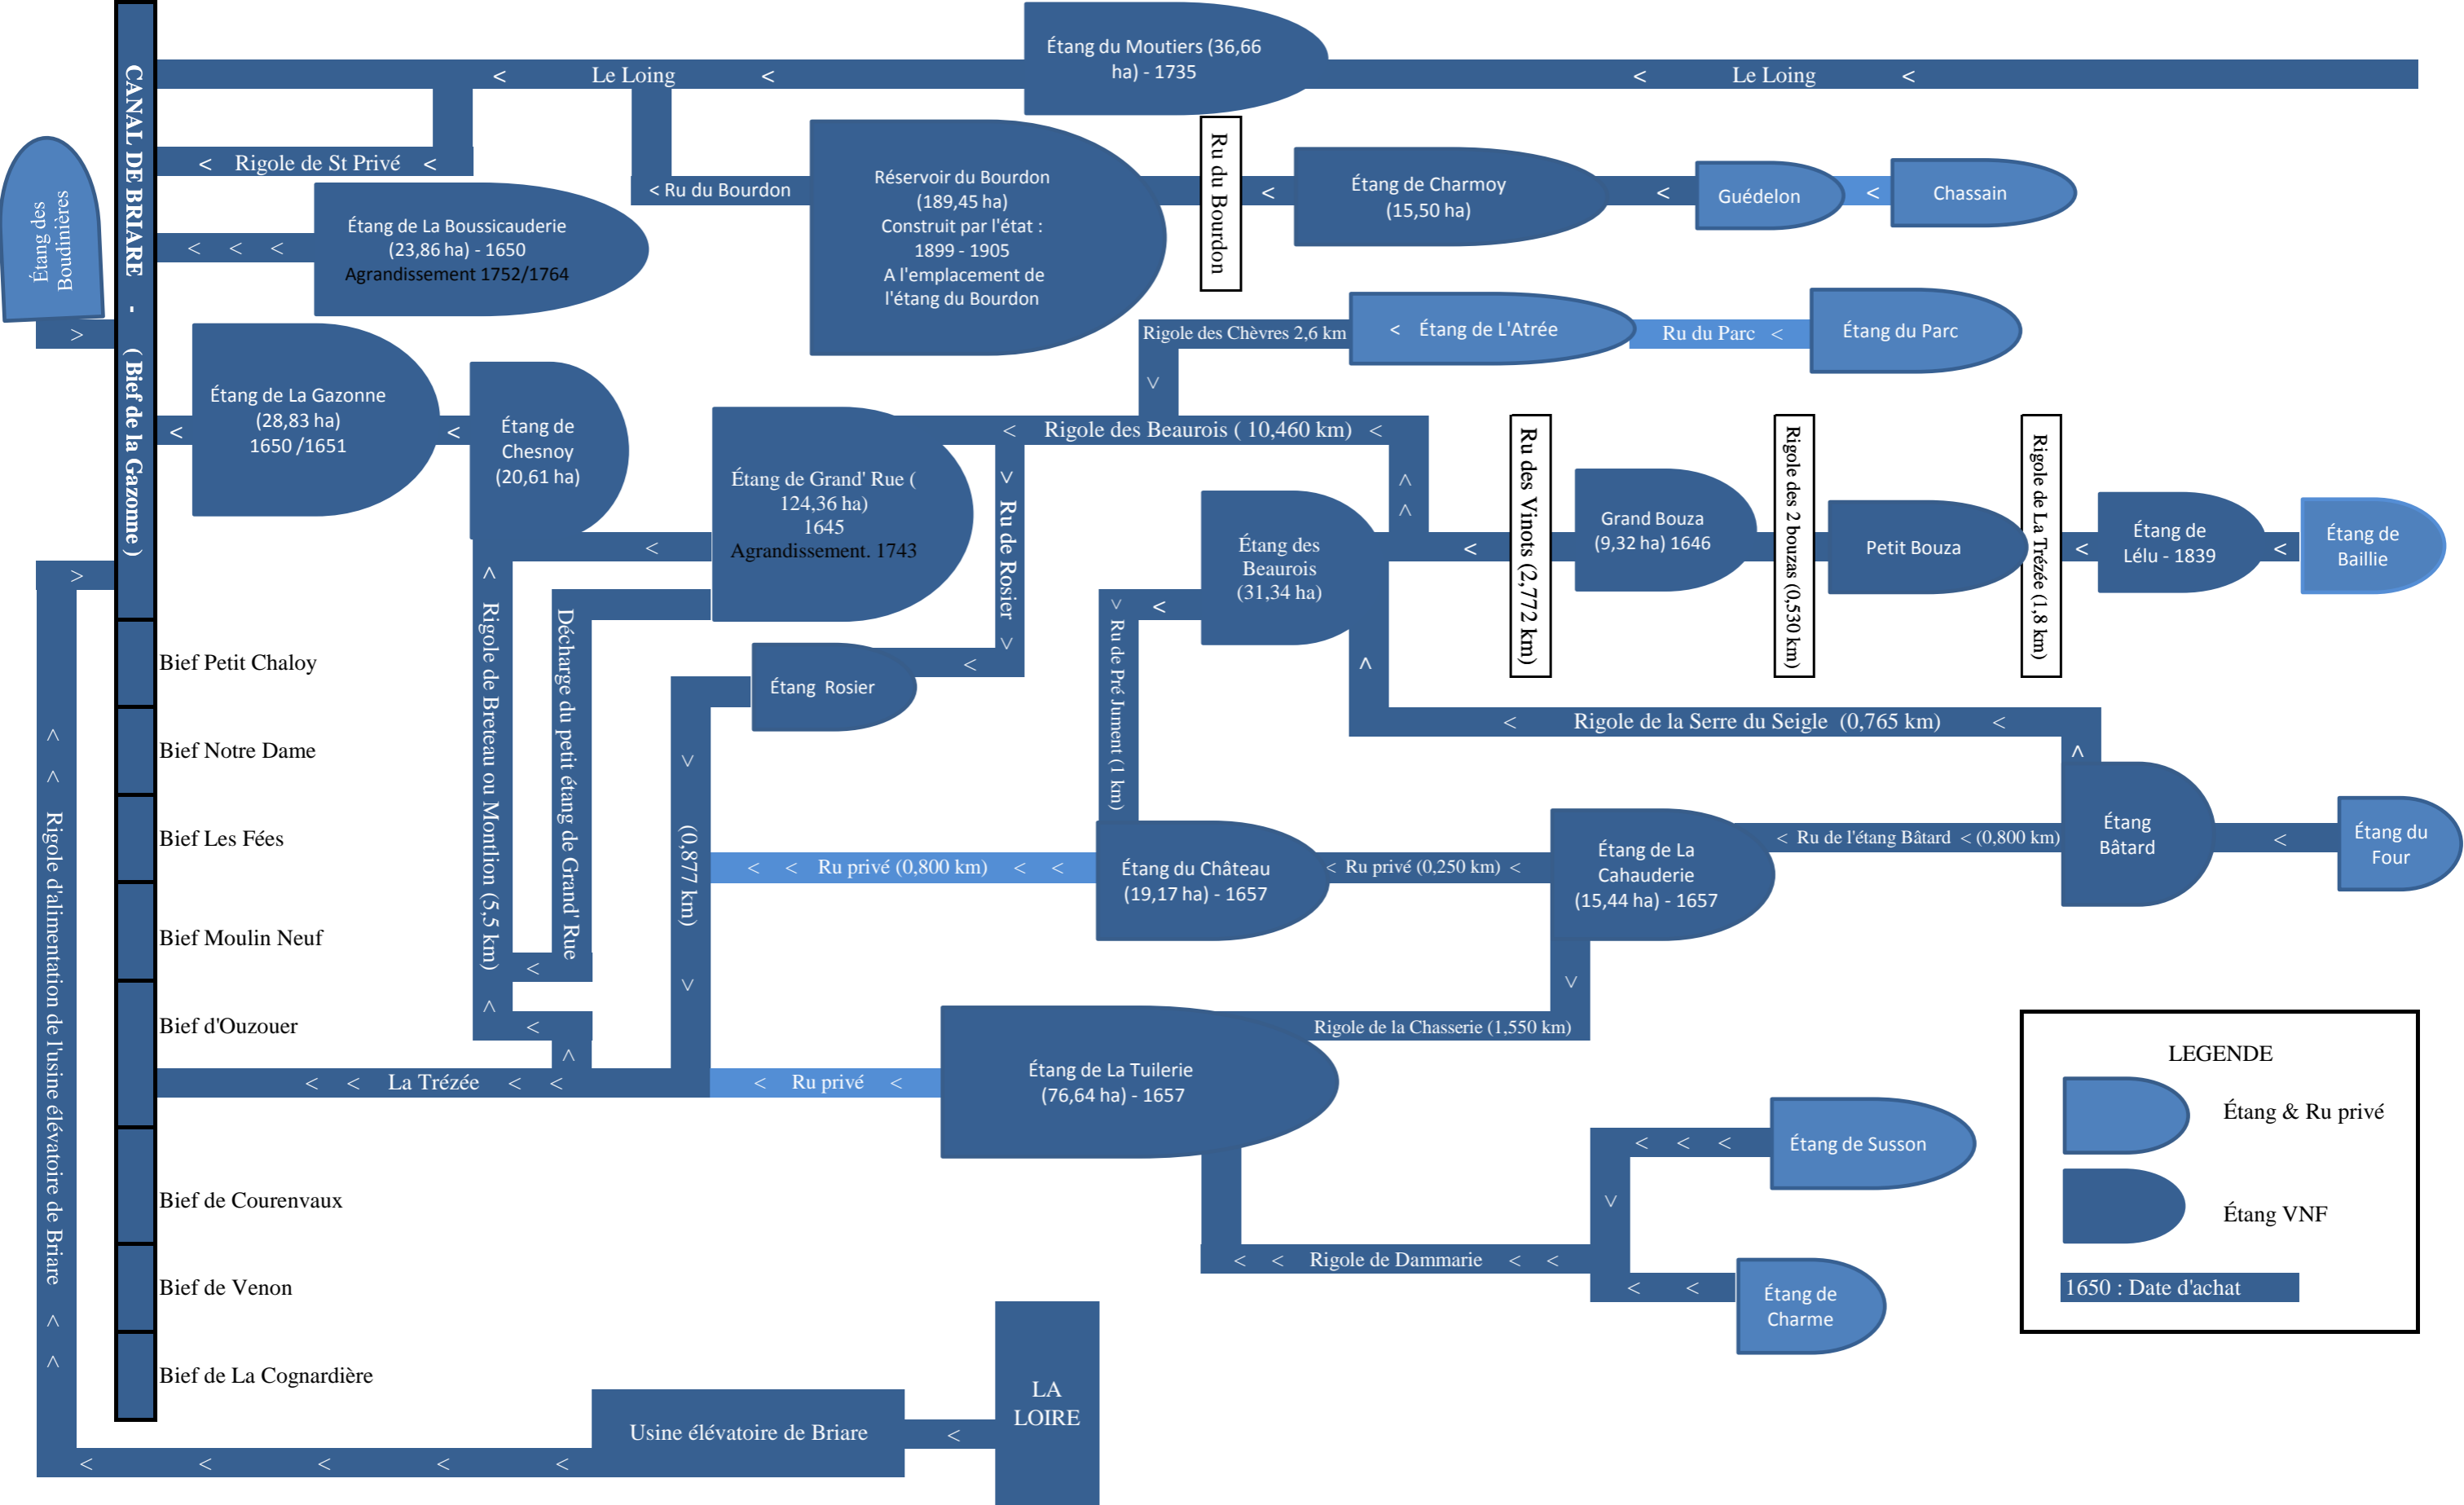 CANAL DE BRIARE - ( Bief de la Gazonne )
Étang des
Boudinières
>
< Le Loing <
Étang du Moutiers (36,66
ha) - 1735
< Le Loing <
< Rigole de St Privé <
< Ru du Bourdon
Réservoir du Bourdon
(189,45 ha)
Construit par l'état :
1899 - 1905
A l'emplacement de
l'étang du Bourdon
Ru du Bourdon
<
Étang de Charmoy
(15,50 ha)
<
Guédelon
<
Chassain
< < <
Étang de La Boussicauderie
(23,86 ha) - 1650
Agrandissement 1752/1764
Rigole des Chèvres 2,6 km
< Étang de L'Atrée
Ru du Parc <
Étang du Parc
>
<
Étang de La Gazonne
(28,83 ha)
1650 /1651
<
Étang de
Chesnoy
(20,61 ha)
<
Étang de Grand' Rue (
124,36 ha)
1645
Agrandissement. 1743
< Rigole des Beaurois ( 10,460 km) <
> Ru de Rosier >
<
<
<
Étang des
Beaurois
(31,34 ha)
<
Ru des Vinots (2,772 km)
Grand Bouza
(9,32 ha) 1646
Rigole des 2 bouzas (0,530 km)
Petit Bouza
Rigole de La Trézée (1,8 km)
<
Étang de
Lélu - 1839
<
Étang de
Baillie
>
< Rigole de Breteau ou Montlion (5,5 km) <
Décharge du petit étang de Grand' Rue
<
<
<
Étang Rosier
> (0,877 km) >
<
> Ru de Pré Jument (1 km)
<
< Rigole de la Serre du Seigle (0,765 km) <
<
Bief Petit Chaloy
Bief Notre Dame
Bief Les Fées
Bief Moulin Neuf
Bief d'Ouzouer
Bief de Courenvaux
Bief de Venon
Bief de La Cognardière
< < Ru privé (0,800 km) < <
Étang du Château
(19,17 ha) - 1657
< Ru privé (0,250 km) <
Étang de La
Cahauderie
(15,44 ha) - 1657
< Ru de l'étang Bâtard < (0,800 km)
Étang
Bâtard
<
Étang du
Four
>
Rigole de la Chasserie (1,550 km)
< < La Trézée < <
<
< Ru privé <
Étang de La Tuilerie
(76,64 ha) - 1657
< < <
Étang de Susson
>
< < Rigole de Dammarie < <
< <
Étang de
Charme
< < Rigole d'alimentation de l'usine élévatoire de Briare < <
< < < < <
Usine élévatoire de Briare
<
LA
LOIRE
LEGENDE
Étang & Ru privé
Étang VNF
1650 : Date d'achat